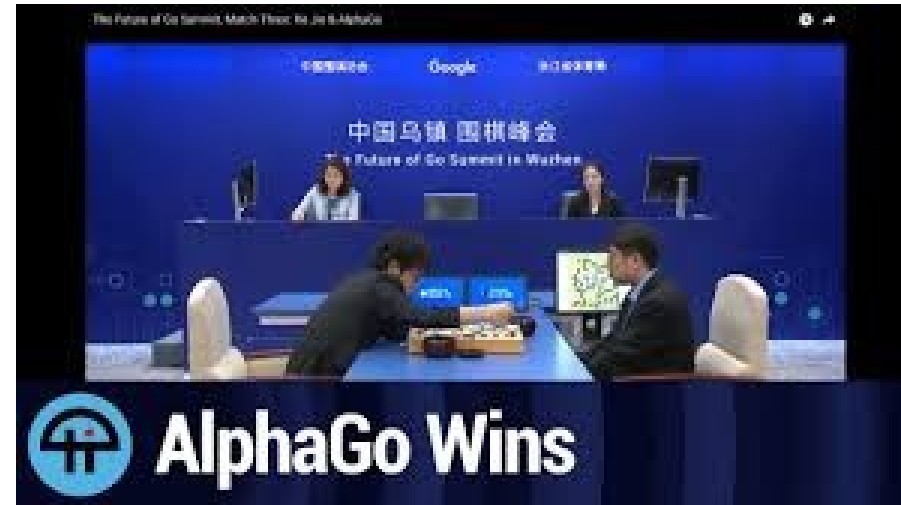 The Future of Go Summit, Match Three: Ke Jie & AlphaGo
Google
中国乌镇 围棋峰会
The Future of Go Summit in Wuzhen
AlphaGo Wins